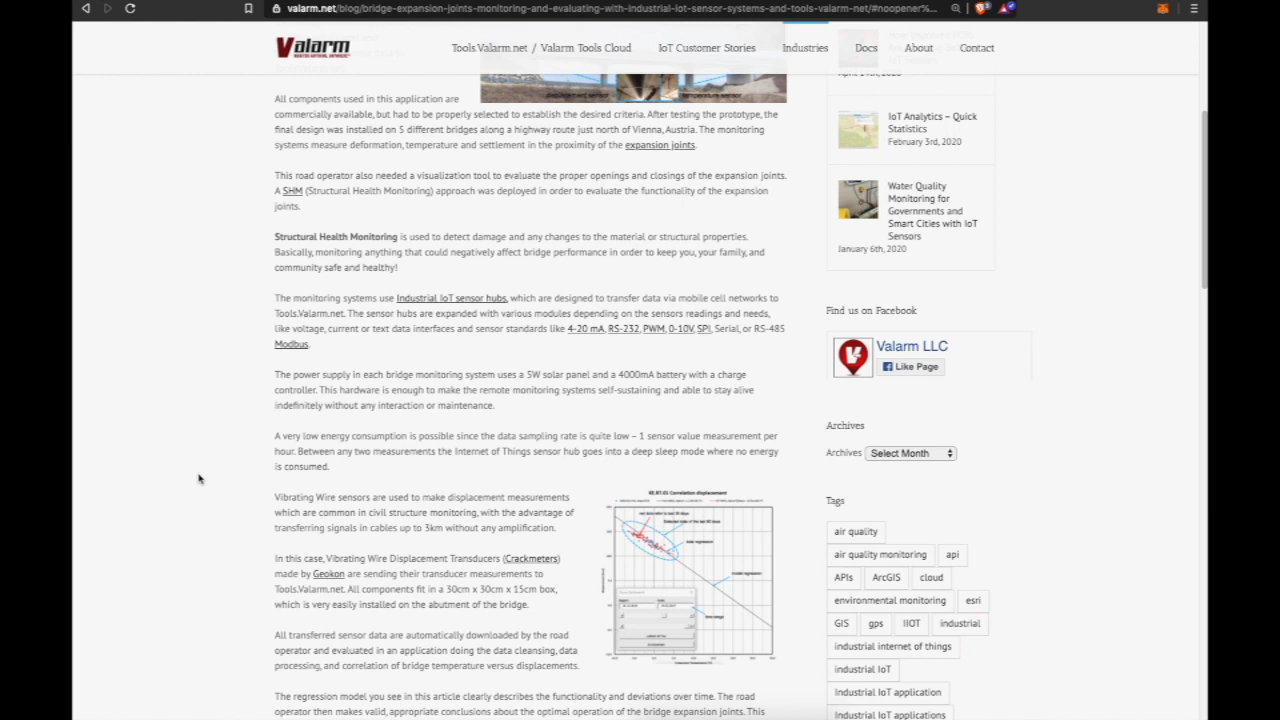 valarm.net/blog/bridge-expansion-joints-monitoring-and-evaluating-with-industrial-iot-sensor-systems-and-tools-valarm-net/#noopener%...
Valarm
Tools.Valarm.net / Valarm Tools Cloud
IoT Customer Stories
Industries
Docs
About
Contact
displacement sensor
temperature sensor
All components used in this application are
commercially available, but had to be properly selected to establish the desired criteria. After testing the prototype, the
final design was installed on 5 different bridges along a highway route just north of Vienna, Austria. The monitoring
systems measure deformation, temperature and settlement in the proximity of the expansion joints.
This road operator also needed a visualization tool to evaluate the proper openings and closings of the expansion joints.
A SHM (Structural Health Monitoring) approach was deployed in order to evaluate the functionality of the expansion
joints.
Structural Health Monitoring is used to detect damage and any changes to the material or structural properties.
Basically, monitoring anything that could negatively affect bridge performance in order to keep you, your family, and
community safe and healthy!
The monitoring systems use Industrial IoT sensor hubs, which are designed to transfer data via mobile cell networks to
Tools.Valarm.net. The sensor hubs are expanded with various modules depending on the sensors readings and needs,
like voltage, current or text data interfaces and sensor standards like 4-20 mA, RS-232, PWM, 0-10V, SPI, Serial, or RS-485
Modbus.
The power supply in each bridge monitoring system uses a 5W solar panel and a 4000mA battery with a charge
controller. This hardware is enough to make the remote monitoring systems self-sustaining and able to stay alive
indefinitely without any interaction or maintenance.
A very low energy consumption is possible since the data sampling rate is quite low – 1 sensor value measurement per
hour. Between any two measurements the Internet of Things sensor hub goes into a deep sleep mode where no energy
is consumed.
Vibrating Wire sensors are used to make displacement measurements
which are common in civil structure monitoring, with the advantage of
transferring signals in cables up to 3km without any amplification.
In this case, Vibrating Wire Displacement Transducers (Crackmeters)
made by Geokon are sending their transducer measurements to
Tools.Valarm.net. All components fit in a 30cm x 30cm x 15cm box,
which is very easily installed on the abutment of the bridge.
All transferred sensor data are automatically downloaded by the road
operator and evaluated in an application doing the data cleansing, data
processing, and correlation of bridge temperature versus displacements.
The regression model you see in this article clearly describes the functionality and deviations over time. The road
operator then makes valid, appropriate conclusions about the optimal operation of the bridge expansion joints. This
Correlation displacement
model regression
time range
IoT Analytics – Quick
Statistics
February 3rd, 2020
Water Quality
Monitoring for
Governments and
Smart Cities with IoT
Sensors
January 6th, 2020
Find us on Facebook
Valarm LLC
Like Page
Archives
Archives Select Month
Tags
air quality
air quality monitoring api
APIs ArcGIS cloud
environmental monitoring esri
GIS gps IIOT industrial
industrial internet of things
industrial IoT
Industrial IoT application
Industrial IoT applications